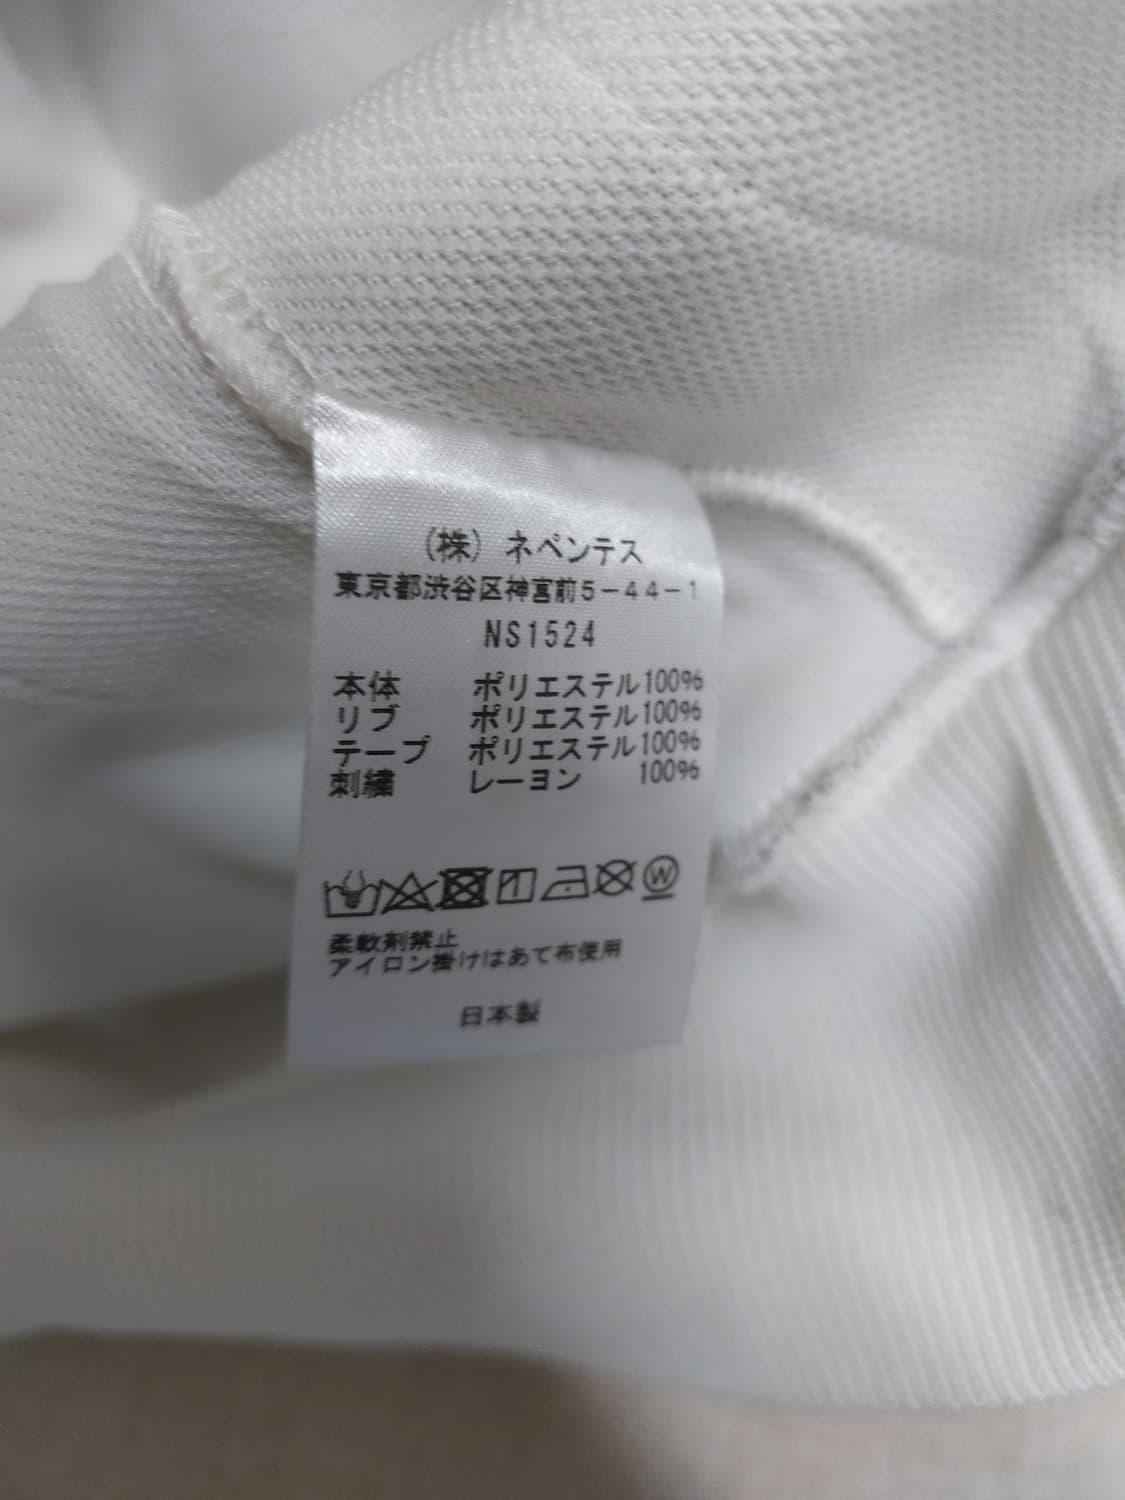 (株) ネペンテス
東京都渋谷区神宮前5-44-1
NS1524
本体 ポリエステル100%
リブ ポリエステル100%
テープ ポリエステル100%
刺繍 レーヨン 100%
W
柔軟剤禁止
アイロン掛けはあて布使用
日本製